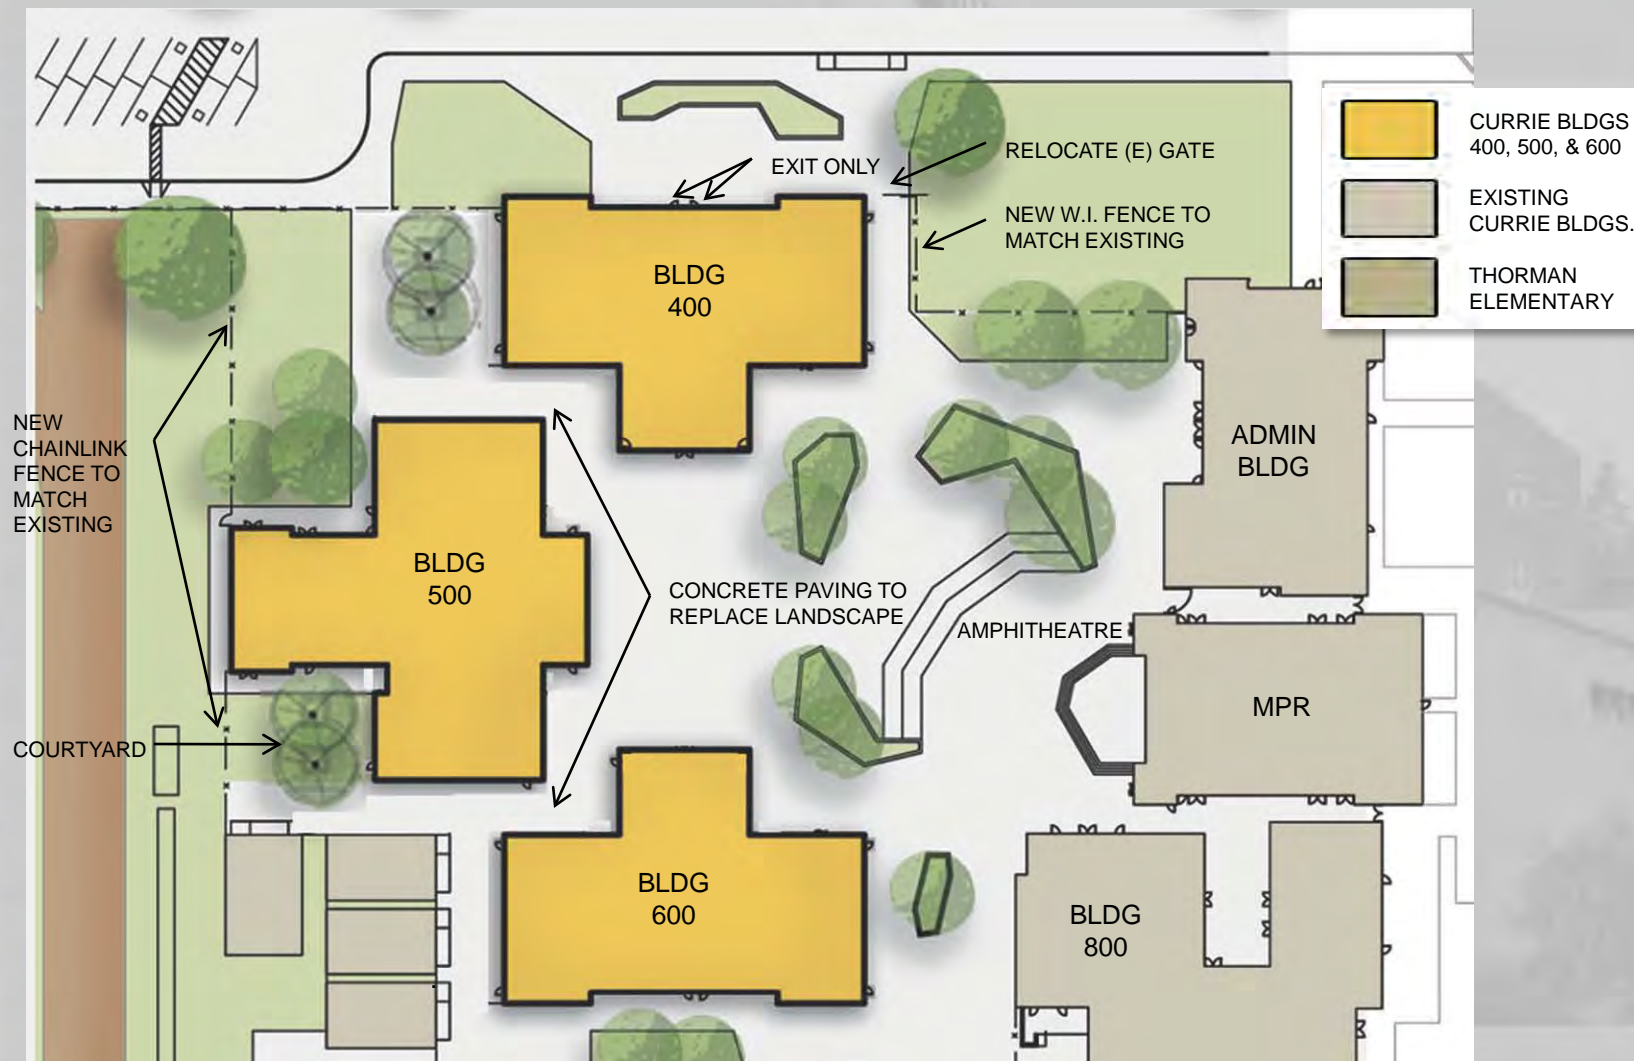 EXIT ONLY
RELOCATE (E) GATE
NEW W.I. FENCE TO
MATCH EXISTING
CURRIE BLDGS
400, 500, & 600
EXISTING
CURRIE BLDGS.
THORMAN
ELEMENTARY
BLDG
400
NEW
CHAINLINK
FENCE TO
MATCH
EXISTING
ADMIN
BLDG
BLDG
500
CONCRETE PAVING TO
REPLACE LANDSCAPE
AMPHITHEATRE
MPR
COURTYARD
BLDG
600
BLDG
800